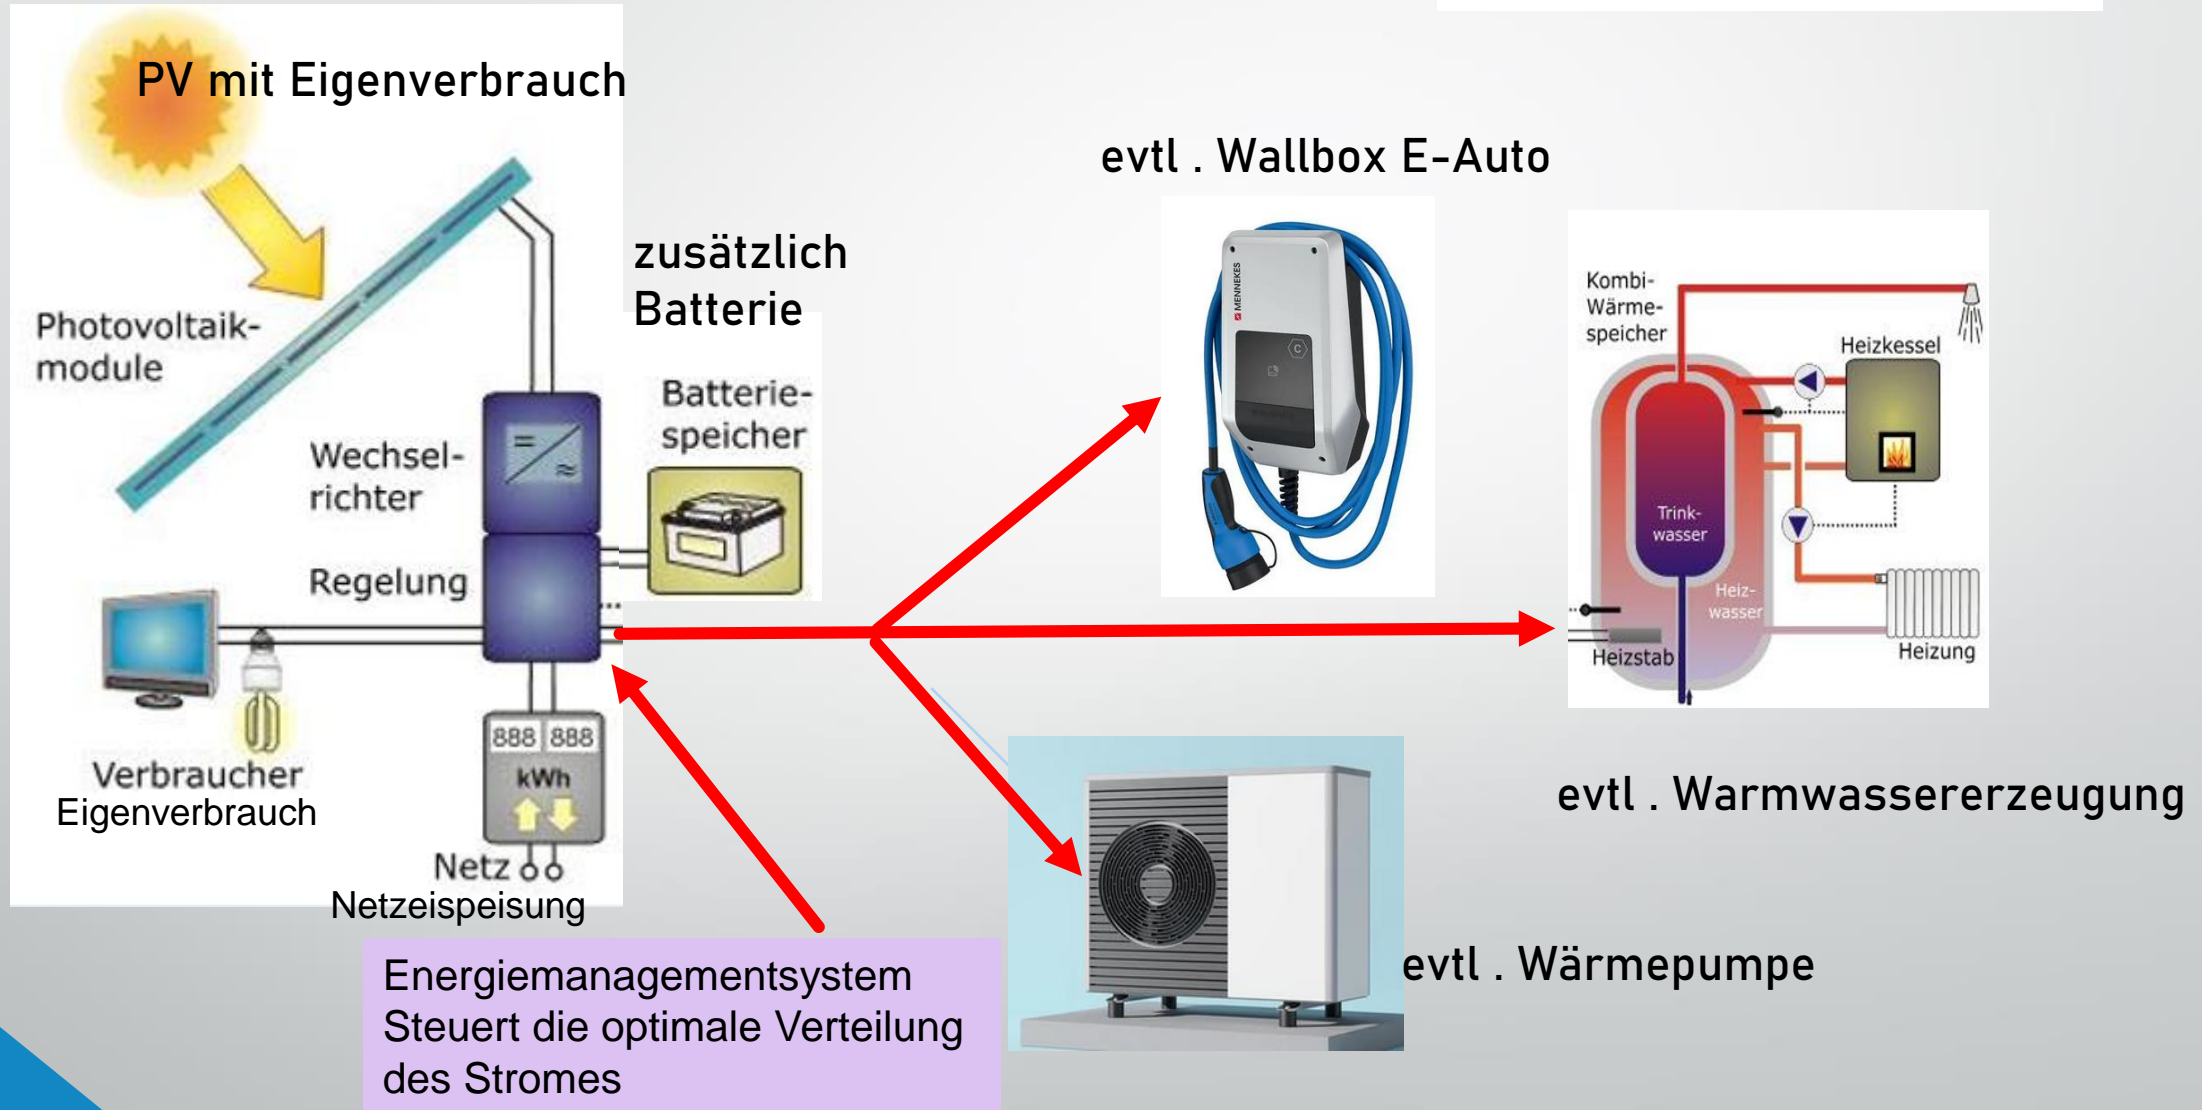 PV mit Eigenverbrauch
Photovoltaik-
module
zusätzlich
Batterie
Batterie-
speicher
Wechsel-
richter
Regelung
Verbraucher
Eigenverbrauch
888 888
kWh
Netz
Netzeispeisung
Energiemanagementsystem
Steuert die optimale Verteilung
des Stromes
evtl . Wallbox E-Auto
MENNEKES
C
Kombi-
Wärme-
speicher
Heizkessel
Trink-
wasser
Heiz-
wasser
Heizstab
Heizung
evtl . Warmwassererzeugung
evtl . Wärmepumpe